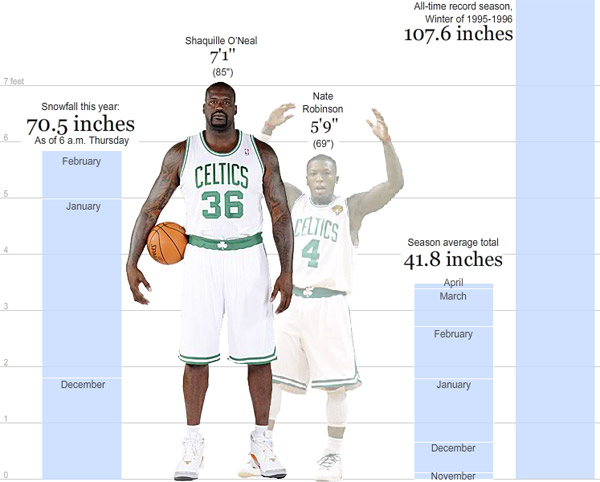 All-time record season,
Winter of 1995-1996
107.6 inches
Shaquille O'Neal
7'1"
(85")
7 feet
Nate
Robinson
5'9"
(69")
Snowfall this year:
70.5 inches
As of 6 a.m. Thursday
6
February
January
5
CELTICS
36
CELTICS
4
Season average total
41.8 inches
4
April
March
3
February
2
December
January
1
December
November
0